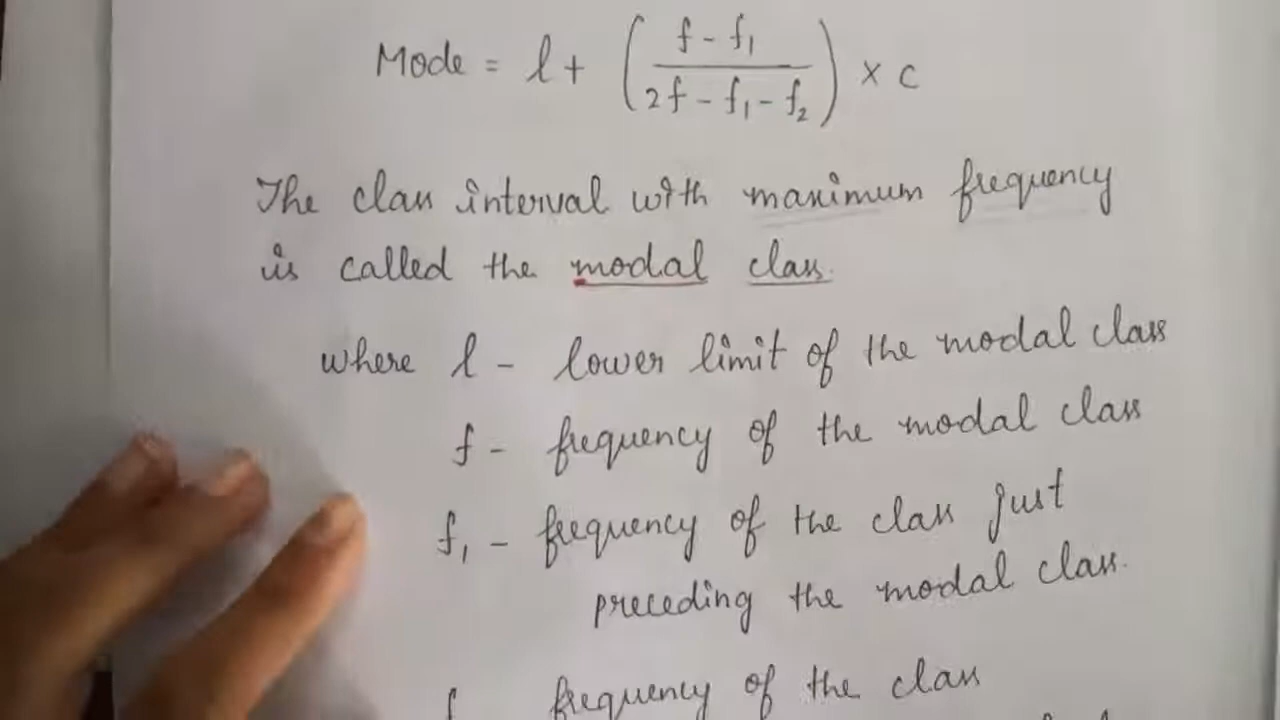 Mode = l + ( f - f₁ / 2f - f₁ - f₂ ) × c
The class interval with maximum frequency
is called the modal class.
where l - lower limit of the modal class
f - frequency of the modal class
f₁ - frequency of the class just
preceding the modal class.
frequency of the class